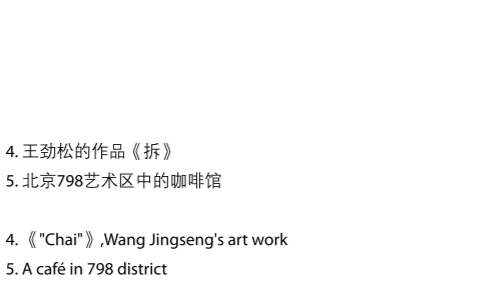 4. 王劲松的作品《拆》
5. 北京798艺术区中的咖啡馆
4. 《"Chai"》,Wang Jingseng's art work
5. A café in 798 district